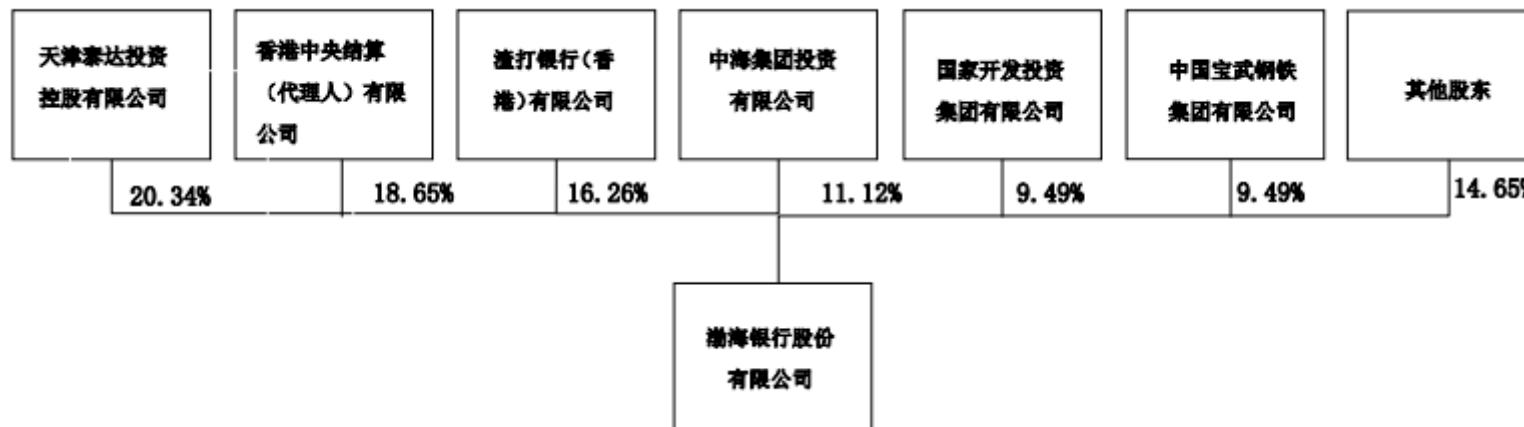 天津泰达投资
控股有限公司
香港中央结算
（代理人）有限
公司
渣打银行（香
港）有限公司
中海集团投资
有限公司
国家开发投资
集团有限公司
中国宝武钢铁
集团有限公司
其他股东
20.34%
18.65%
16.26%
11.12%
9.49%
9.49%
14.65%
渤海银行股份
有限公司